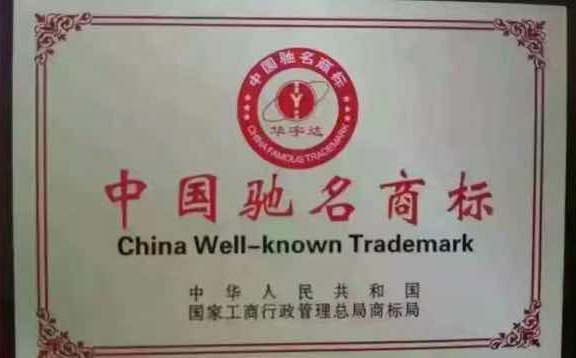 中国驰名商标
华宇达
CHINA FAMOUS TRADEMARK
中国驰名商标
China Well-known Trademark
中华人民共和国
国家工商行政管理总局商标局